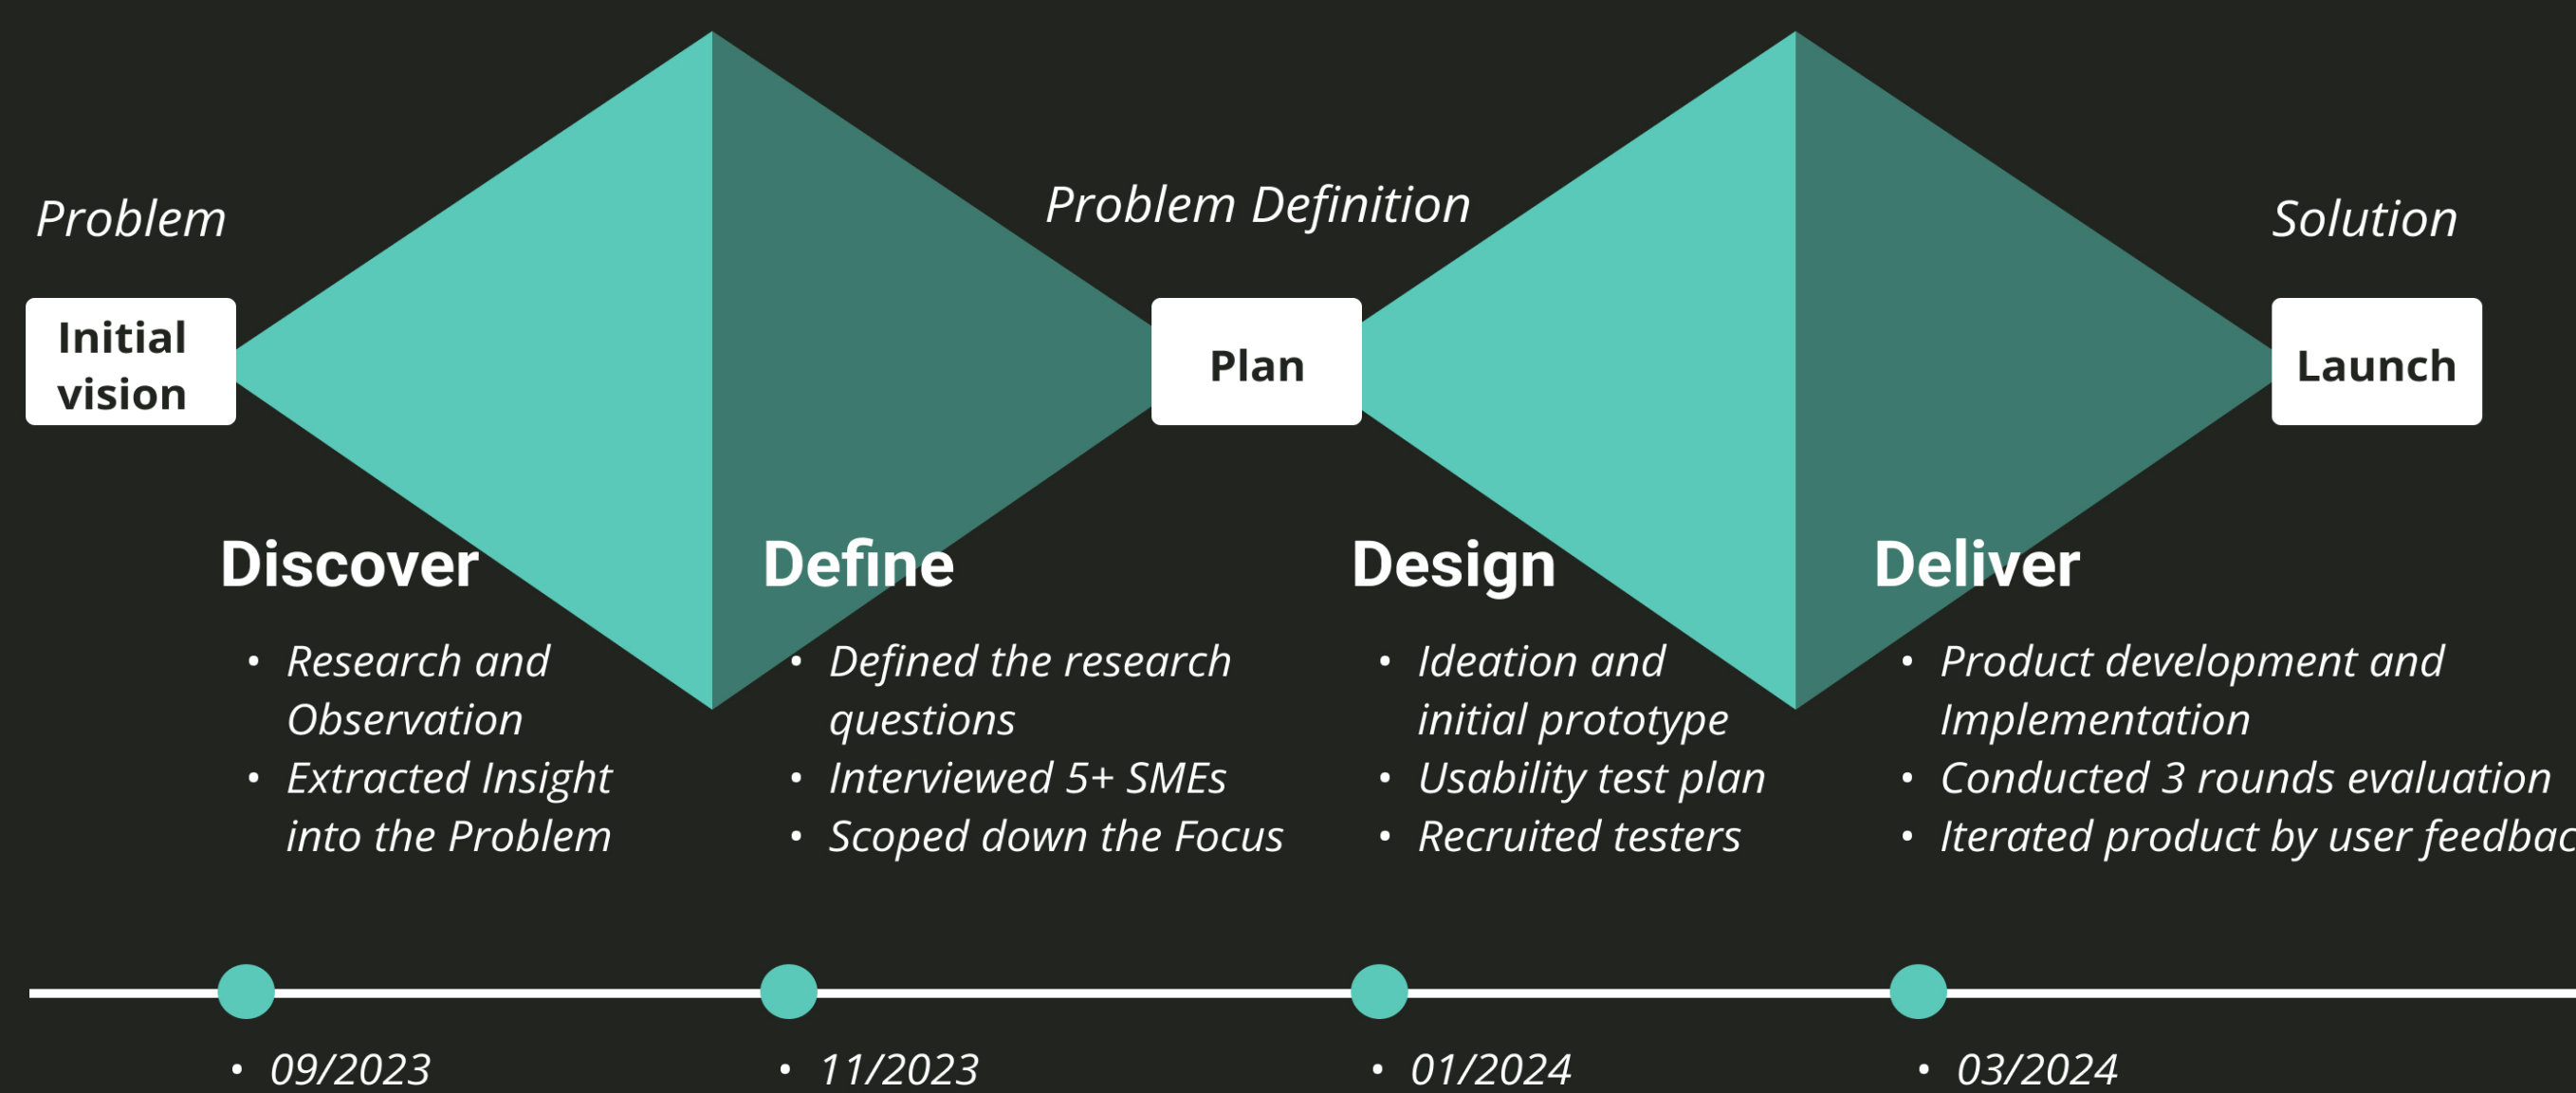 Problem
Problem Definition
Solution
Initial
vision
Plan
Launch
Discover
• Research and
Observation
• Extracted Insight
into the Problem
Define
• Defined the research
questions
• Interviewed 5+ SMEs
• Scoped down the Focus
Design
• Ideation and
initial prototype
• Usability test plan
• Recruited testers
Deliver
• Product development and
Implementation
• Conducted 3 rounds evaluation
• Iterated product by user feedbac
• 09/2023
• 11/2023
• 01/2024
• 03/2024